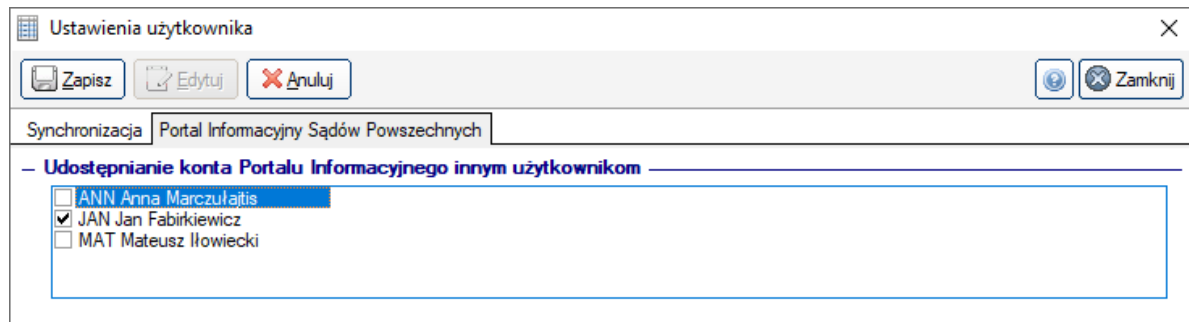 Ustawienia użytkownika
Zapisz Edytuj Anuluj Zamknij
Synchronizacja Portal Informacyjny Sądów Powszechnych
Udostępnianie konta Portalu Informacyjnego innym użytkownikom
ANN Anna Marczułajtis
JAN Jan Fabirkiewicz
MAT Mateusz Iłowiecki